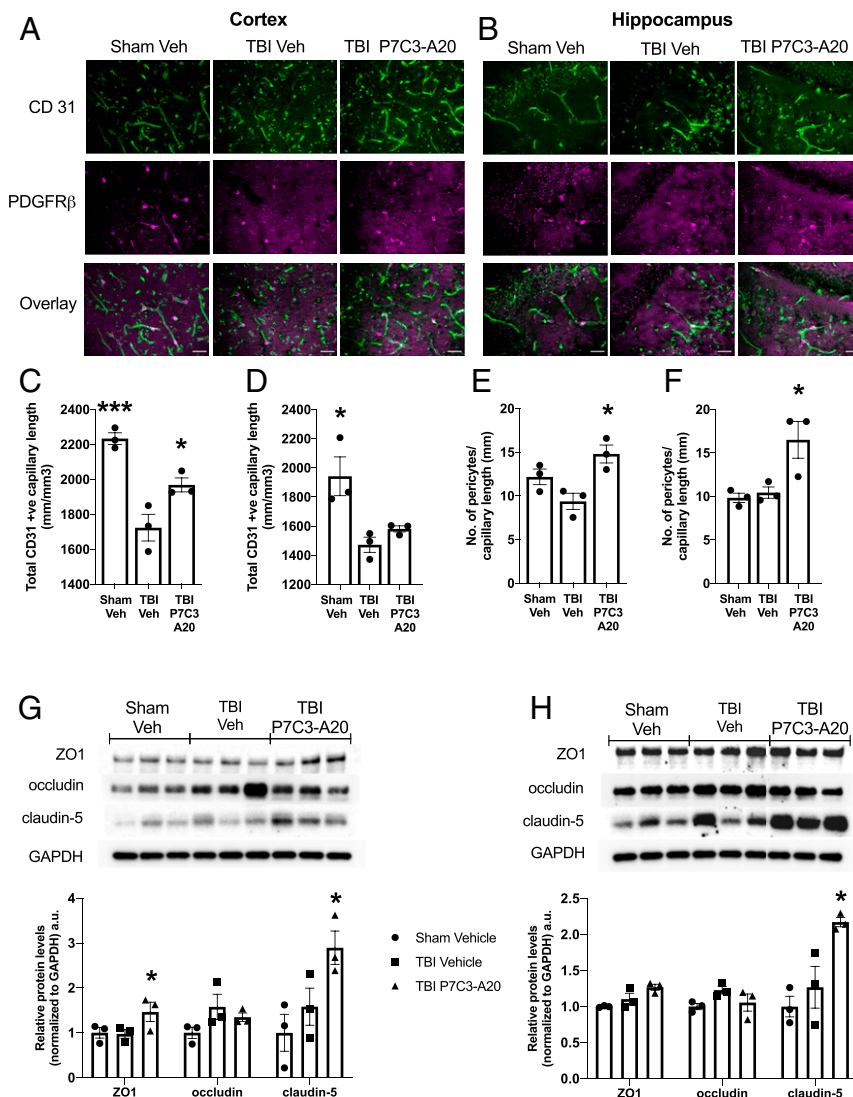 Cortex
Hippocampus
A
B
Sham Veh
TBI Veh
TBI P7C3-A20
Sham Veh
TBI Veh
TBI P7C3-A20
CD 31
PDGFRβ
Overlay
C
D
E
F
***
*
Total CD31 +ve capillary length
(mm/mm3)
2400
2200
2000
1800
1600
1400
Sham
Veh
TBI
Veh
TBI
P7C3
A20
*
Total CD31 +ve capillary length
(mm/mm3)
2400
2200
2000
1800
1600
1400
1200
Sham
Veh
TBI
Veh
TBI
P7C3
A20
*
No. of pericytes/
capillary length (mm)
20
15
10
5
0
Sham
Veh
TBI
Veh
TBI
P7C3
A20
*
No. of pericytes/
capillary length (mm)
20
15
10
5
0
Sham
Veh
TBI
Veh
TBI
P7C3
A20
G
Sham
Veh
TBI
Veh
TBI
P7C3-A20
ZO1
occludin
claudin-5
GAPDH
Relative protein levels
(normalized to GAPDH) a.u.
4
3
2
1
0
*
*
ZO1
occludin
claudin-5
Sham Vehicle
TBI Vehicle
TBI P7C3-A20
H
Sham
Veh
TBI
Veh
TBI
P7C3-A20
ZO1
occludin
claudin-5
GAPDH
Relative protein levels
(normalized to GAPDH) a.u.
2.5
2.0
1.5
1.0
0.5
0.0
*
ZO1
occludin
claudin-5